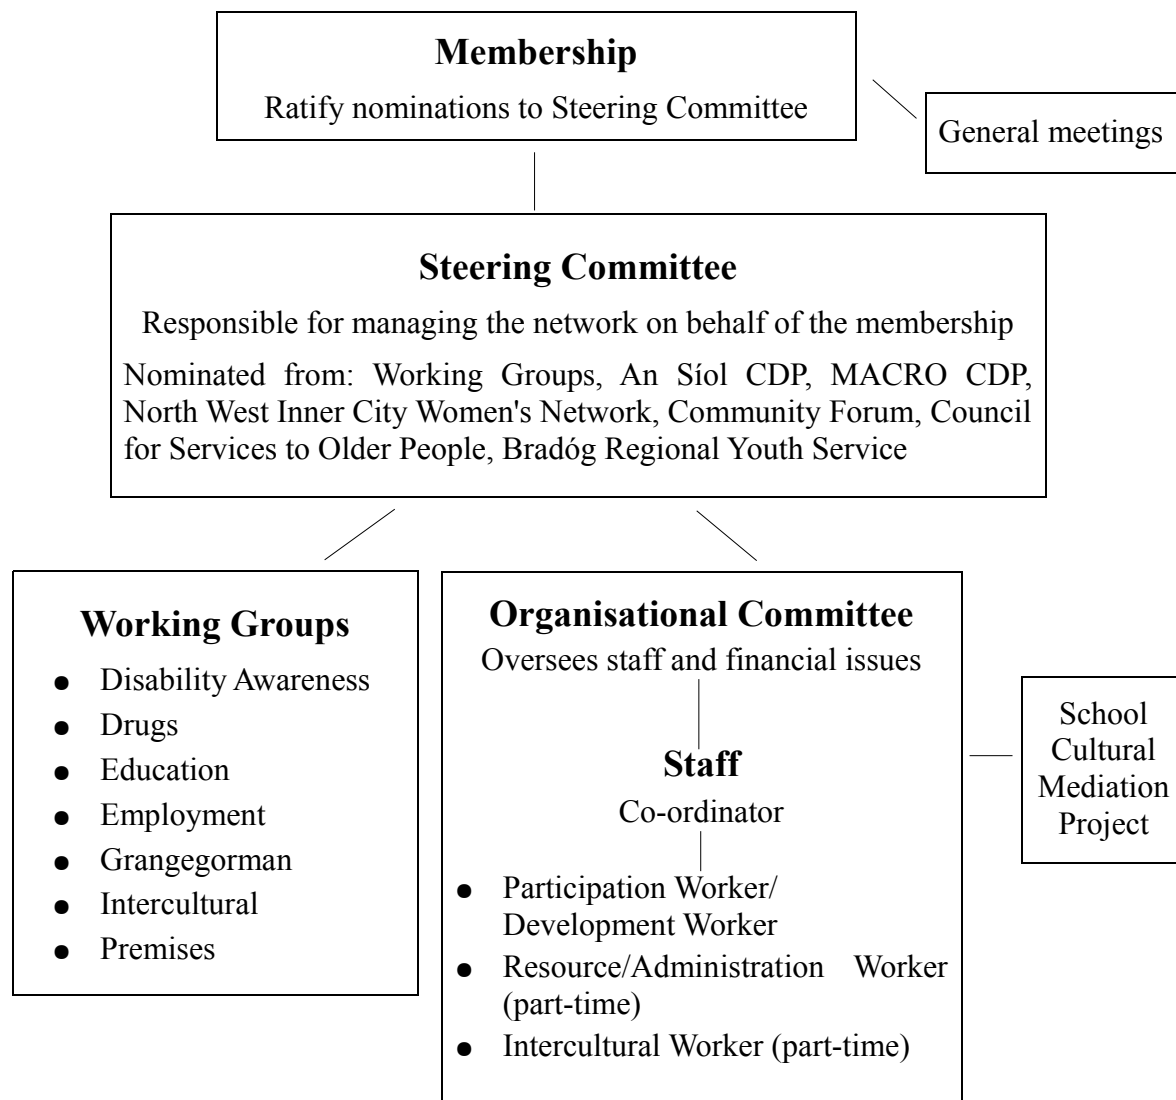 Membership
Ratify nominations to Steering Committee
General meetings
Steering Committee
Responsible for managing the network on behalf of the membership
Nominated from: Working Groups, An Síol CDP, MACRO CDP,
North West Inner City Women's Network, Community Forum, Council
for Services to Older People, Bradóg Regional Youth Service
Working Groups
● Disability Awareness
● Drugs
● Education
● Employment
● Grangegorman
● Intercultural
● Premises
Organisational Committee
Oversees staff and financial issues
Staff
Co-ordinator
● Participation Worker/
Development Worker
● Resource/Administration Worker
(part-time)
● Intercultural Worker (part-time)
School
Cultural
Mediation
Project